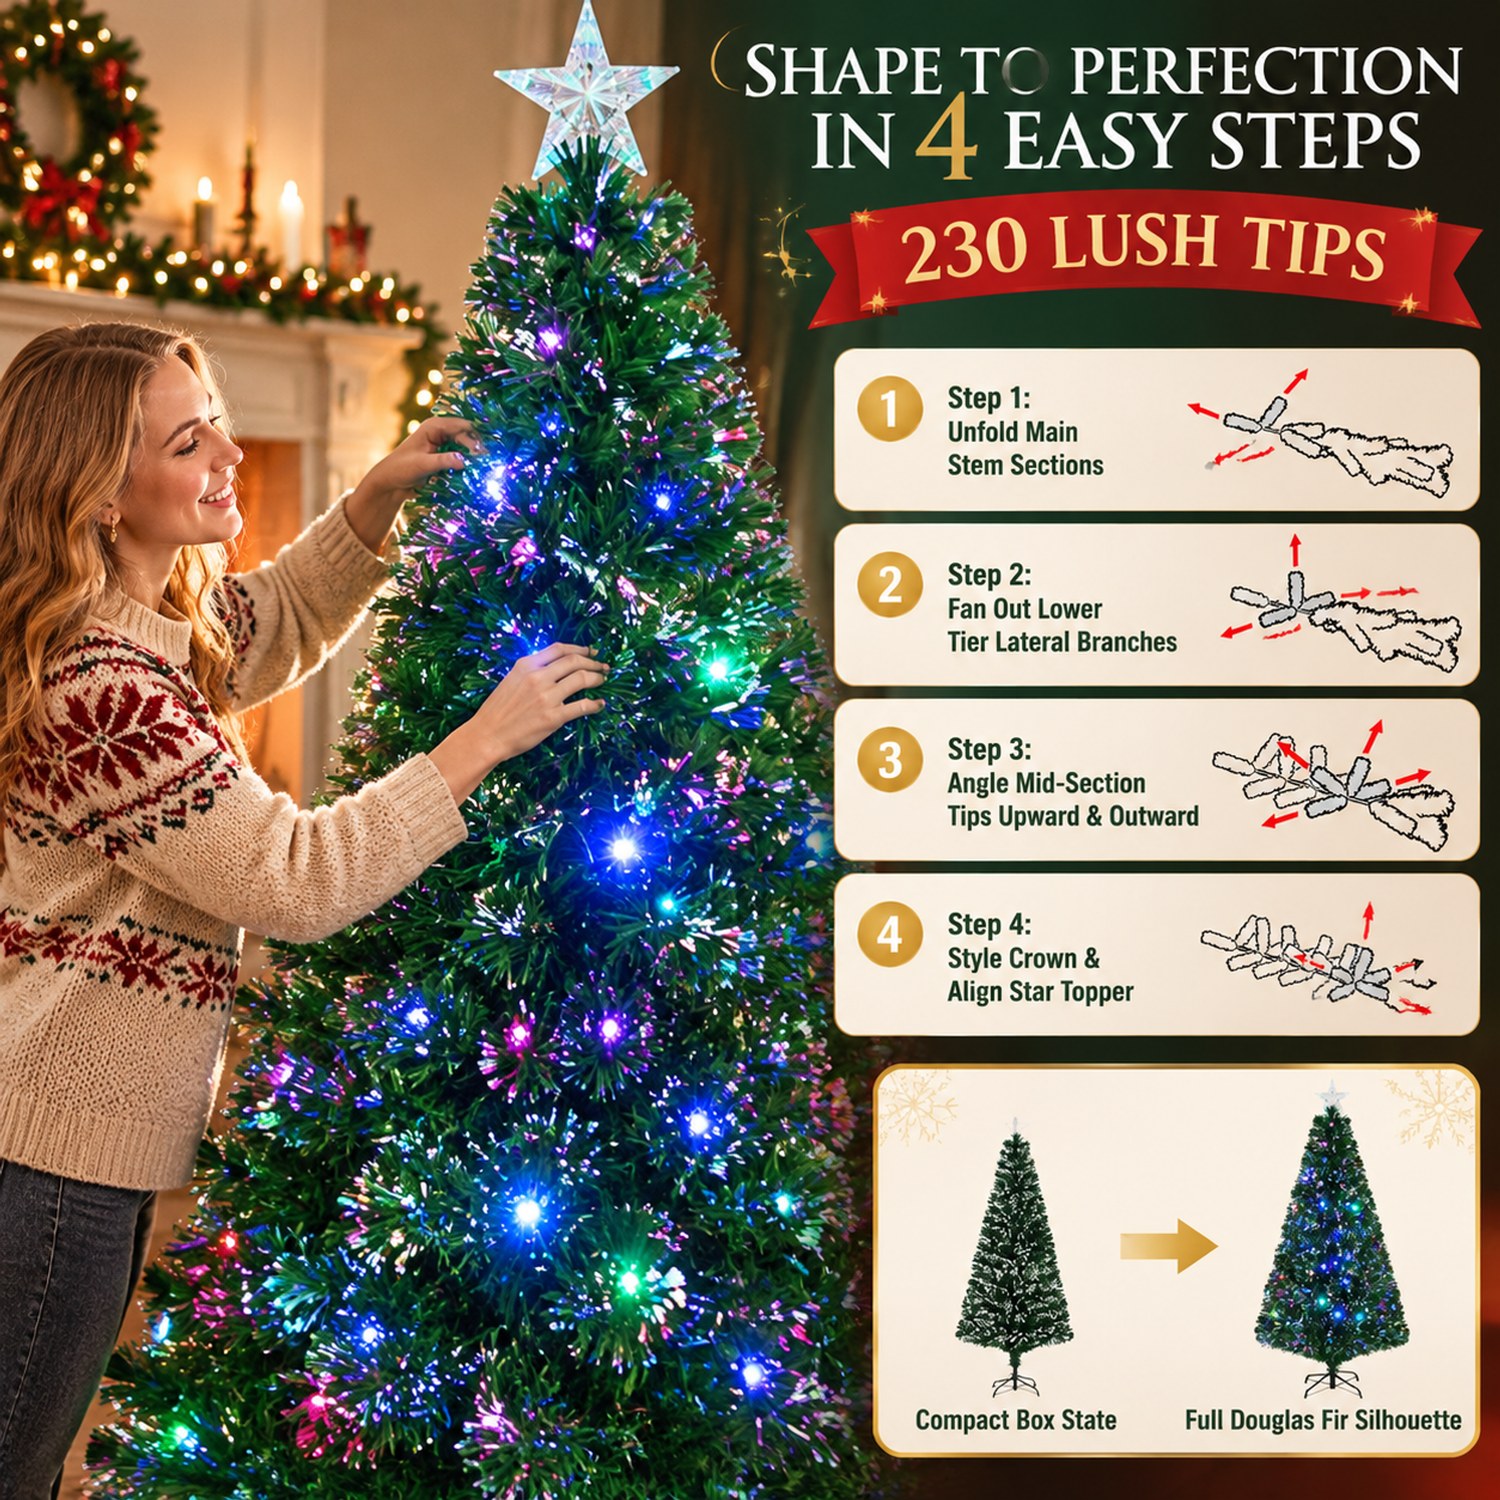 SHAPE TO PERFECTION
IN 4 EASY STEPS
230 LUSH TIPS
1
Step 1:
Unfold Main
Stem Sections
2
Step 2:
Fan Out Lower
Tier Lateral Branches
3
Step 3:
Angle Mid-Section
Tips Upward & Outward
4
Step 4:
Style Crown &
Align Star Topper
Compact Box State
Full Douglas Fir Silhouette